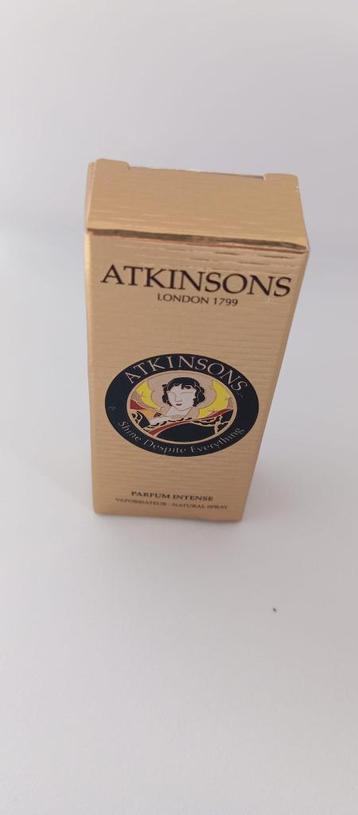 ATKINSONS
LONDON 1799
ATKINSONS
Shine Despite Everything
PARFUM INTENSE
VAPORISATEUR - NATURAL SPRAY